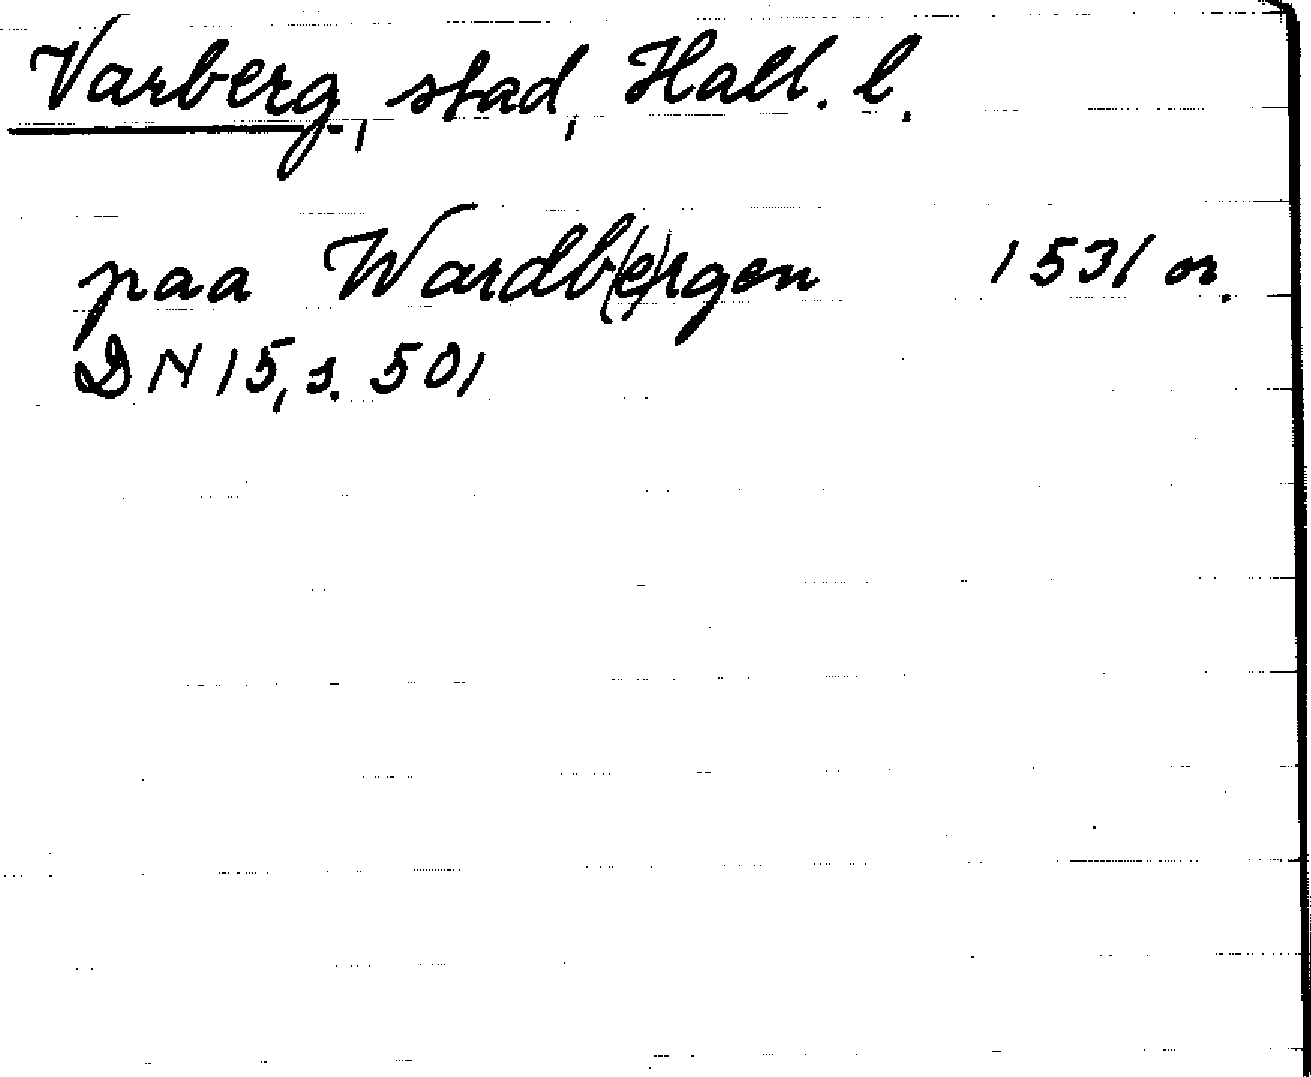 Varberg, stad, Hall. l.
paa Wardb(e)rgen 1531 or.
DN 15, s. 501